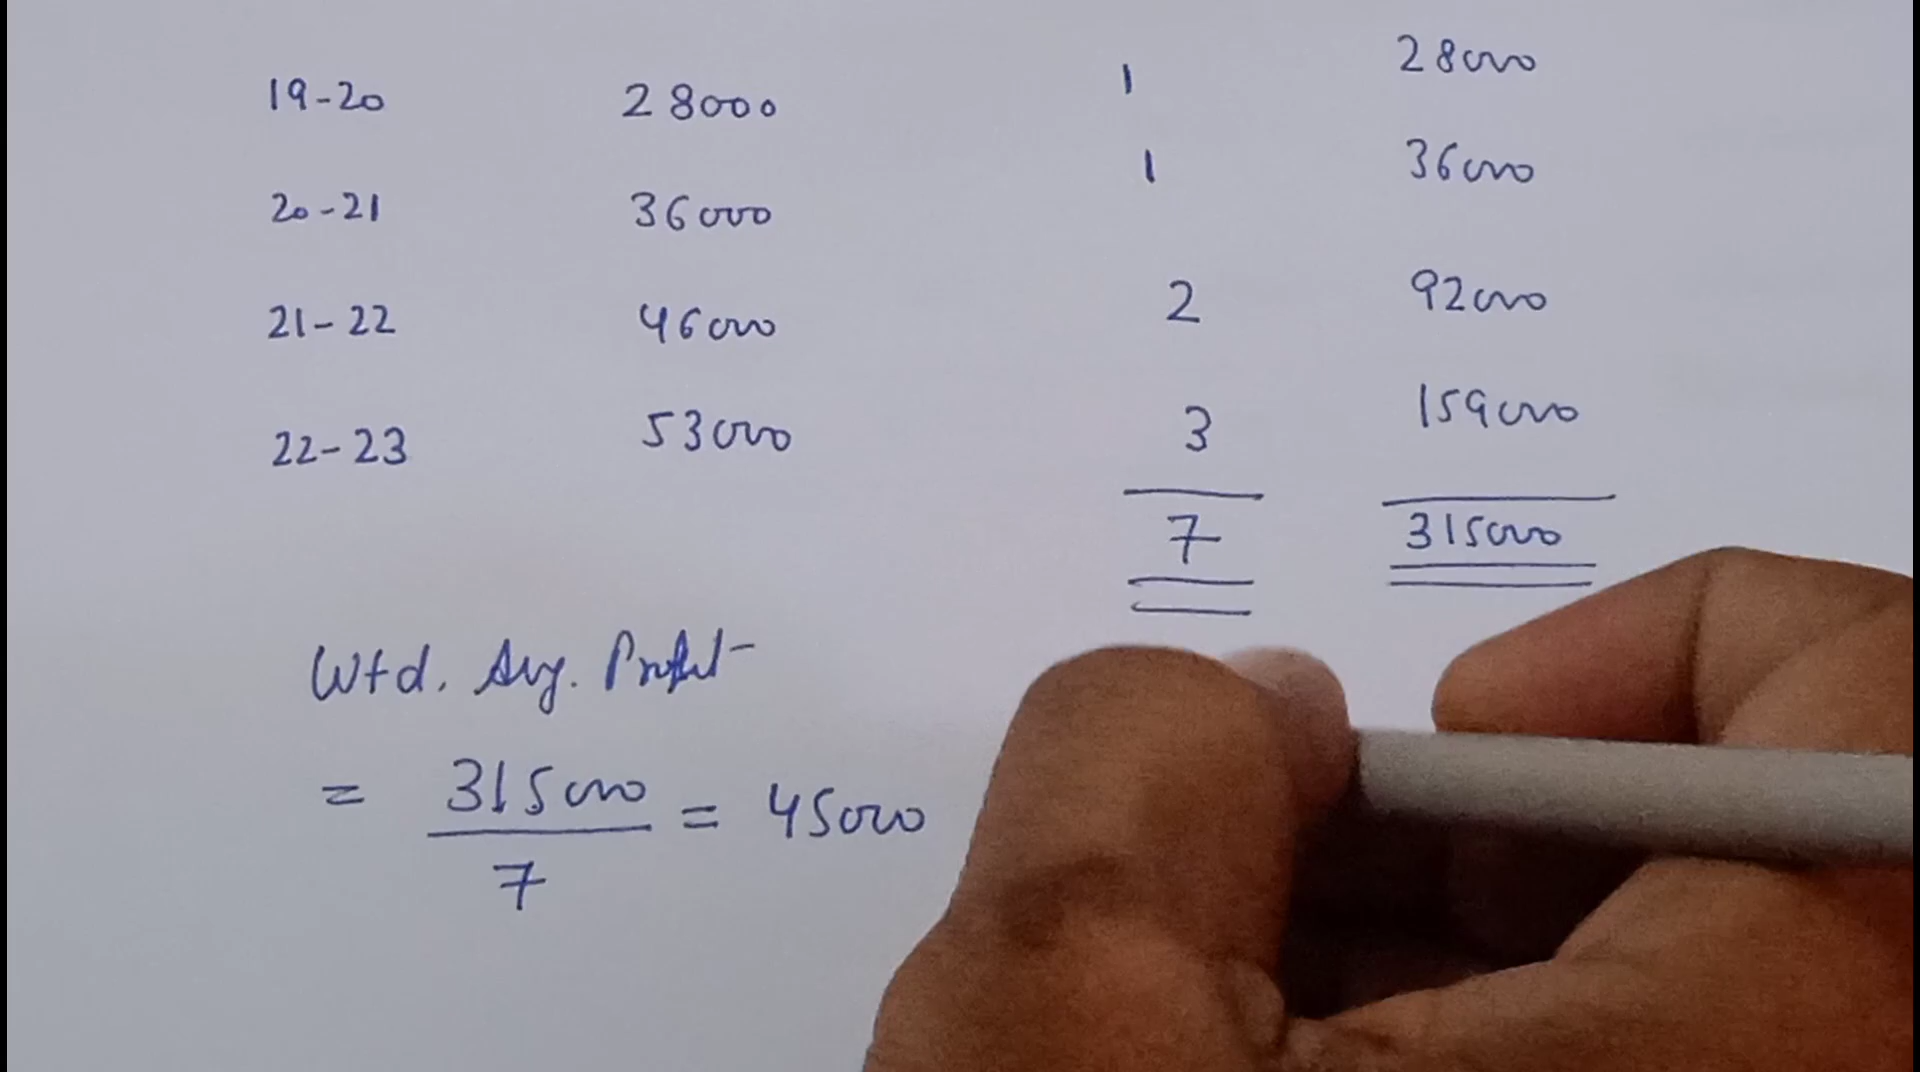 19-20 28000 1 28000
20-21 36000 1 36000
21-22 46000 2 92000
22-23 53000 3 159000
7 315000
Wtd. Avg. Profit
= 315000 / 7 = 45000